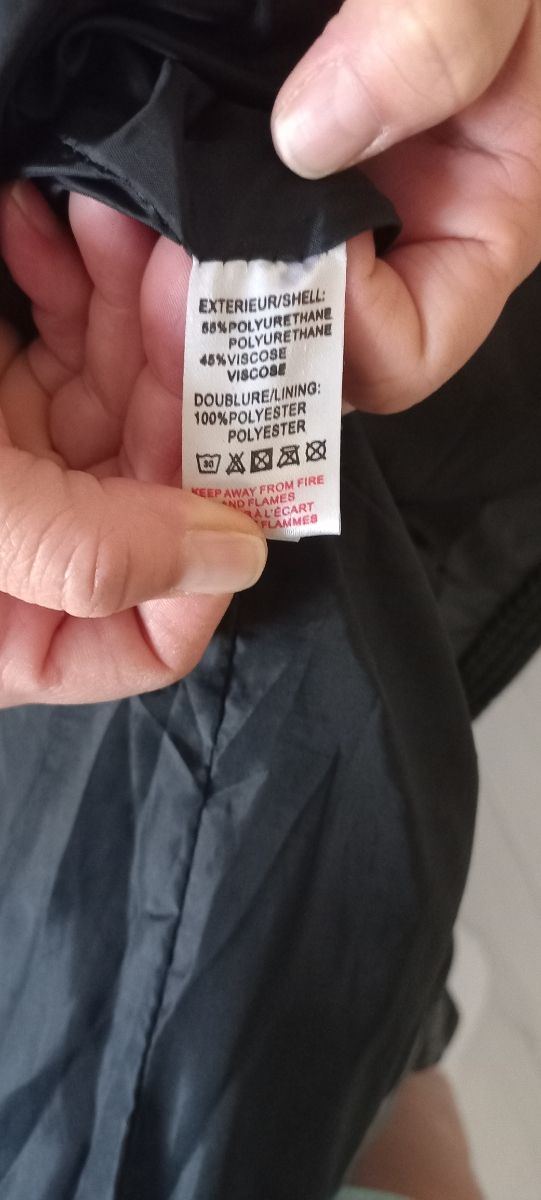 EXTERIEUR/SHELL:
55%POLYURETHANE
POLYURETHANE
45%VISCOSE
VISCOSE
DOUBLURE/LINING:
100%POLYESTER
POLYESTER
30
KEEP AWAY FROM FIRE
AND FLAMES
À L'ÉCART
FLAMMES